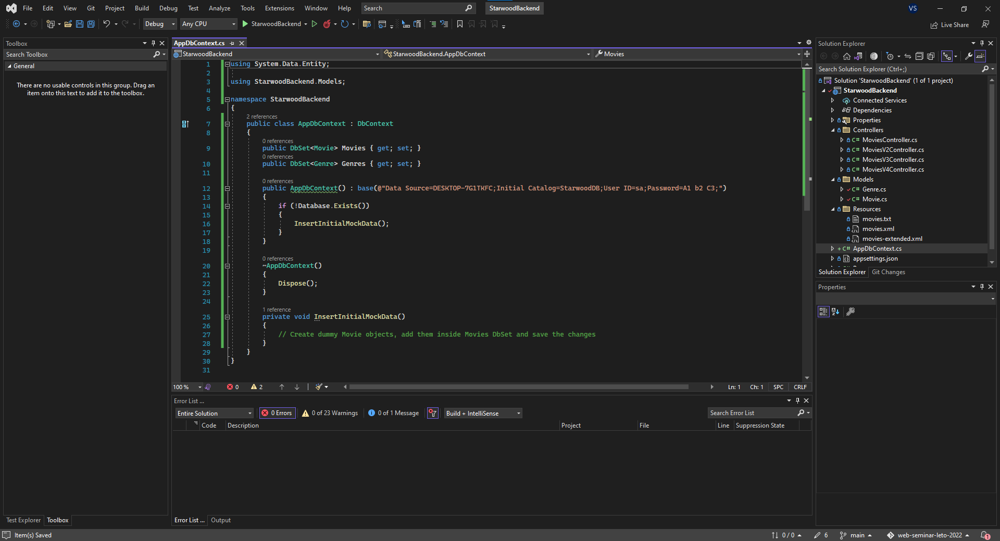 File Edit View Git Project Build Debug Test Analyze Tools Extensions Window Help Search StarwoodBackend VS
Debug Any CPU StarwoodBackend Live Share
Toolbox
Search Toolbox
General
There are no usable controls in this group. Drag an
item onto this text to add it to the toolbox.
Test Explorer Toolbox
AppDbContext.cs
StarwoodBackend StarwoodBackend.AppDbContext Movies
1 using System.Data.Entity;
2
3 using StarwoodBackend.Models;
4
5 namespace StarwoodBackend
6 {
2 references
7 public class AppDbContext : DbContext
8 {
0 references
9 public DbSet<Movie> Movies { get; set; }
0 references
10 public DbSet<Genre> Genres { get; set; }
11
0 references
12 public AppDbContext() : base(@"Data Source=DESKTOP-7G1TKFC;Initial Catalog=StarwoodDB;User ID=sa;Password=A1 b2 C3;")
13 {
14 if (!Database.Exists())
15 {
16 InsertInitialMockData();
17 }
18 }
19
0 references
20 ~AppDbContext()
21 {
22 Dispose();
23 }
24
1 reference
25 private void InsertInitialMockData()
26 {
27 // Create dummy Movie objects, add them inside Movies DbSet and save the changes
28 }
29 }
30 }
31
100 % 0 2 Ln: 1 Ch: 1 SPC CRLF
Error List ...
Entire Solution 0 Errors 0 of 23 Warnings 0 of 1 Message Build + IntelliSense Search Error List
Code Description Project File Line Suppression State
Error List ... Output
Solution Explorer
Search Solution Explorer (Ctrl+;)
Solution 'StarwoodBackend' (1 of 1 project)
StarwoodBackend
Connected Services
Dependencies
Properties
Controllers
C# MoviesController.cs
C# MoviesV2Controller.cs
C# MoviesV3Controller.cs
C# MoviesV4Controller.cs
Models
C# Genre.cs
C# Movie.cs
Resources
movies.txt
movies.xml
movies-extended.xml
+ C# AppDbContext.cs
appsettings.json
Solution Explorer Git Changes
Properties
Item(s) Saved 0 / 0 6 main web-seminar-leto-2022 1